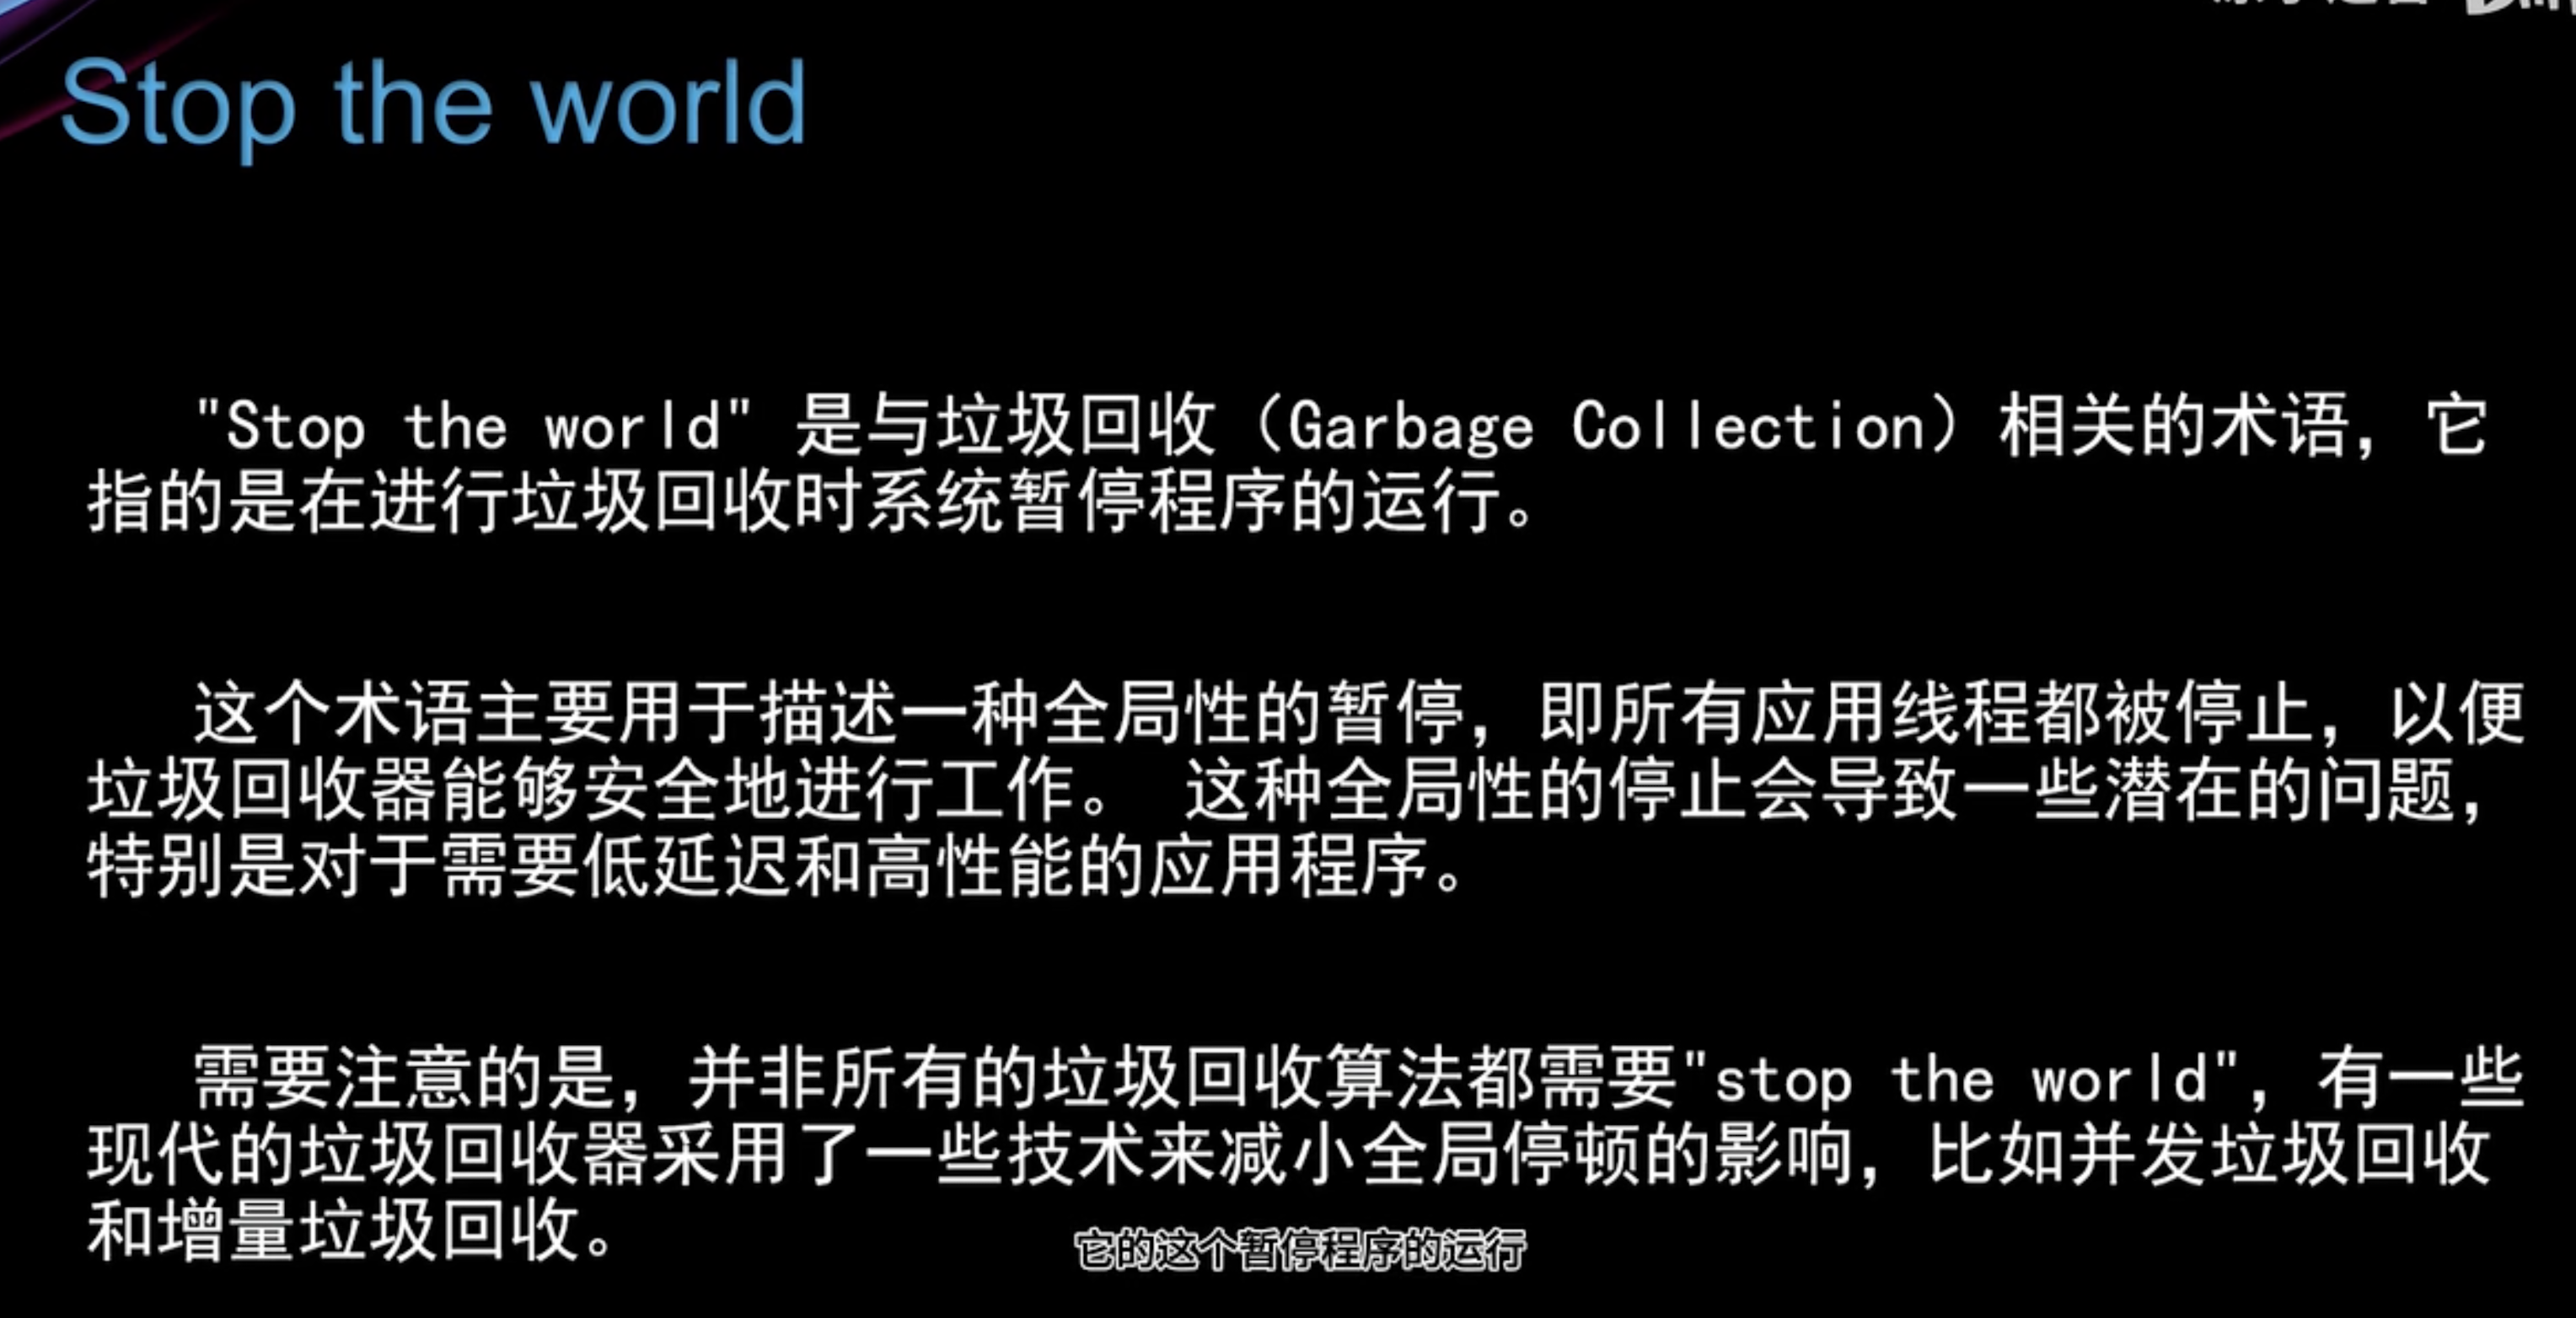 Stop the world
"Stop the world" 是与垃圾回收（Garbage Collection）相关的术语，它
指的是在进行垃圾回收时系统暂停程序的运行。
这个术语主要用于描述一种全局性的暂停，即所有应用线程都被停止，以便
垃圾回收器能够安全地进行工作。 这种全局性的停止会导致一些潜在的问题，
特别是对于需要低延迟和高性能的应用程序。
需要注意的是，并非所有的垃圾回收算法都需要"stop the world"，有一些
现代的垃圾回收器采用了一些技术来减小全局停顿的影响，比如并发垃圾回收
和增量垃圾回收。
它的这个暂停程序的运行